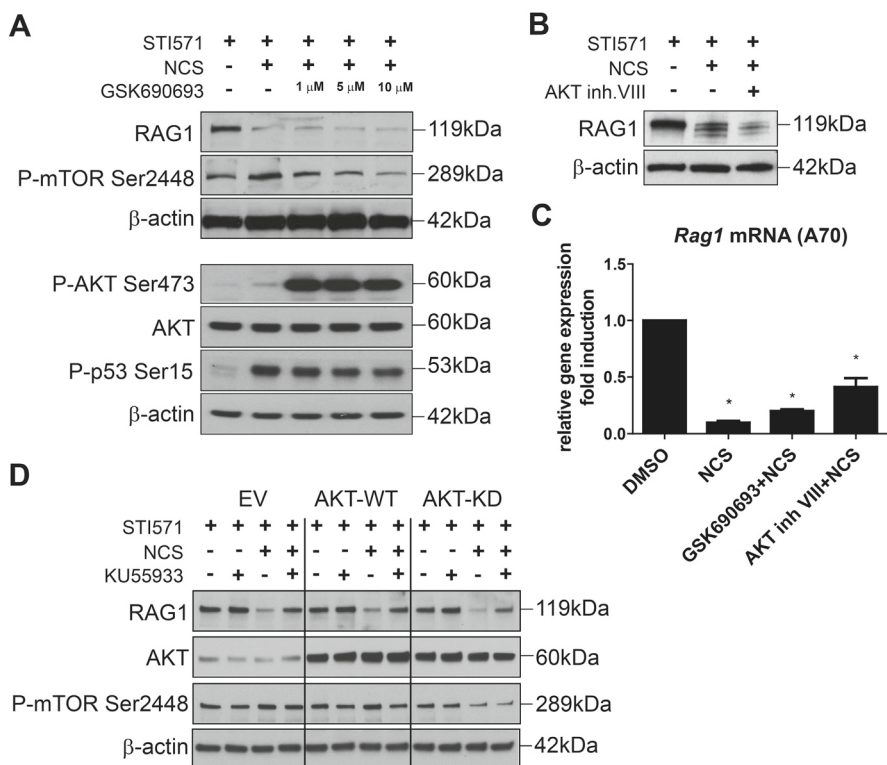 A
STI571 + + + + +
NCS - + + + +
GSK690693 - - 1 μM 5 μM 10 μM
RAG1 119kDa
P-mTOR Ser2448 289kDa
β-actin 42kDa
P-AKT Ser473 60kDa
AKT 60kDa
P-p53 Ser15 53kDa
β-actin 42kDa
B
STI571 + + +
NCS - + +
AKT inh.VIII - - +
RAG1 119kDa
β-actin 42kDa
C
Rag1 mRNA (A70)
relative gene expression
fold induction
1.5
1.0
0.5
0.0
* * *
DMSO
NCS
GSK690693+NCS
AKT inh VIII+NCS
D
EV AKT-WT AKT-KD
STI571 + + + + + + + + + + + +
NCS - - + + - - + + - - + +
KU55933 - + - + - + - + - + - +
RAG1 119kDa
AKT 60kDa
P-mTOR Ser2448 289kDa
β-actin 42kDa